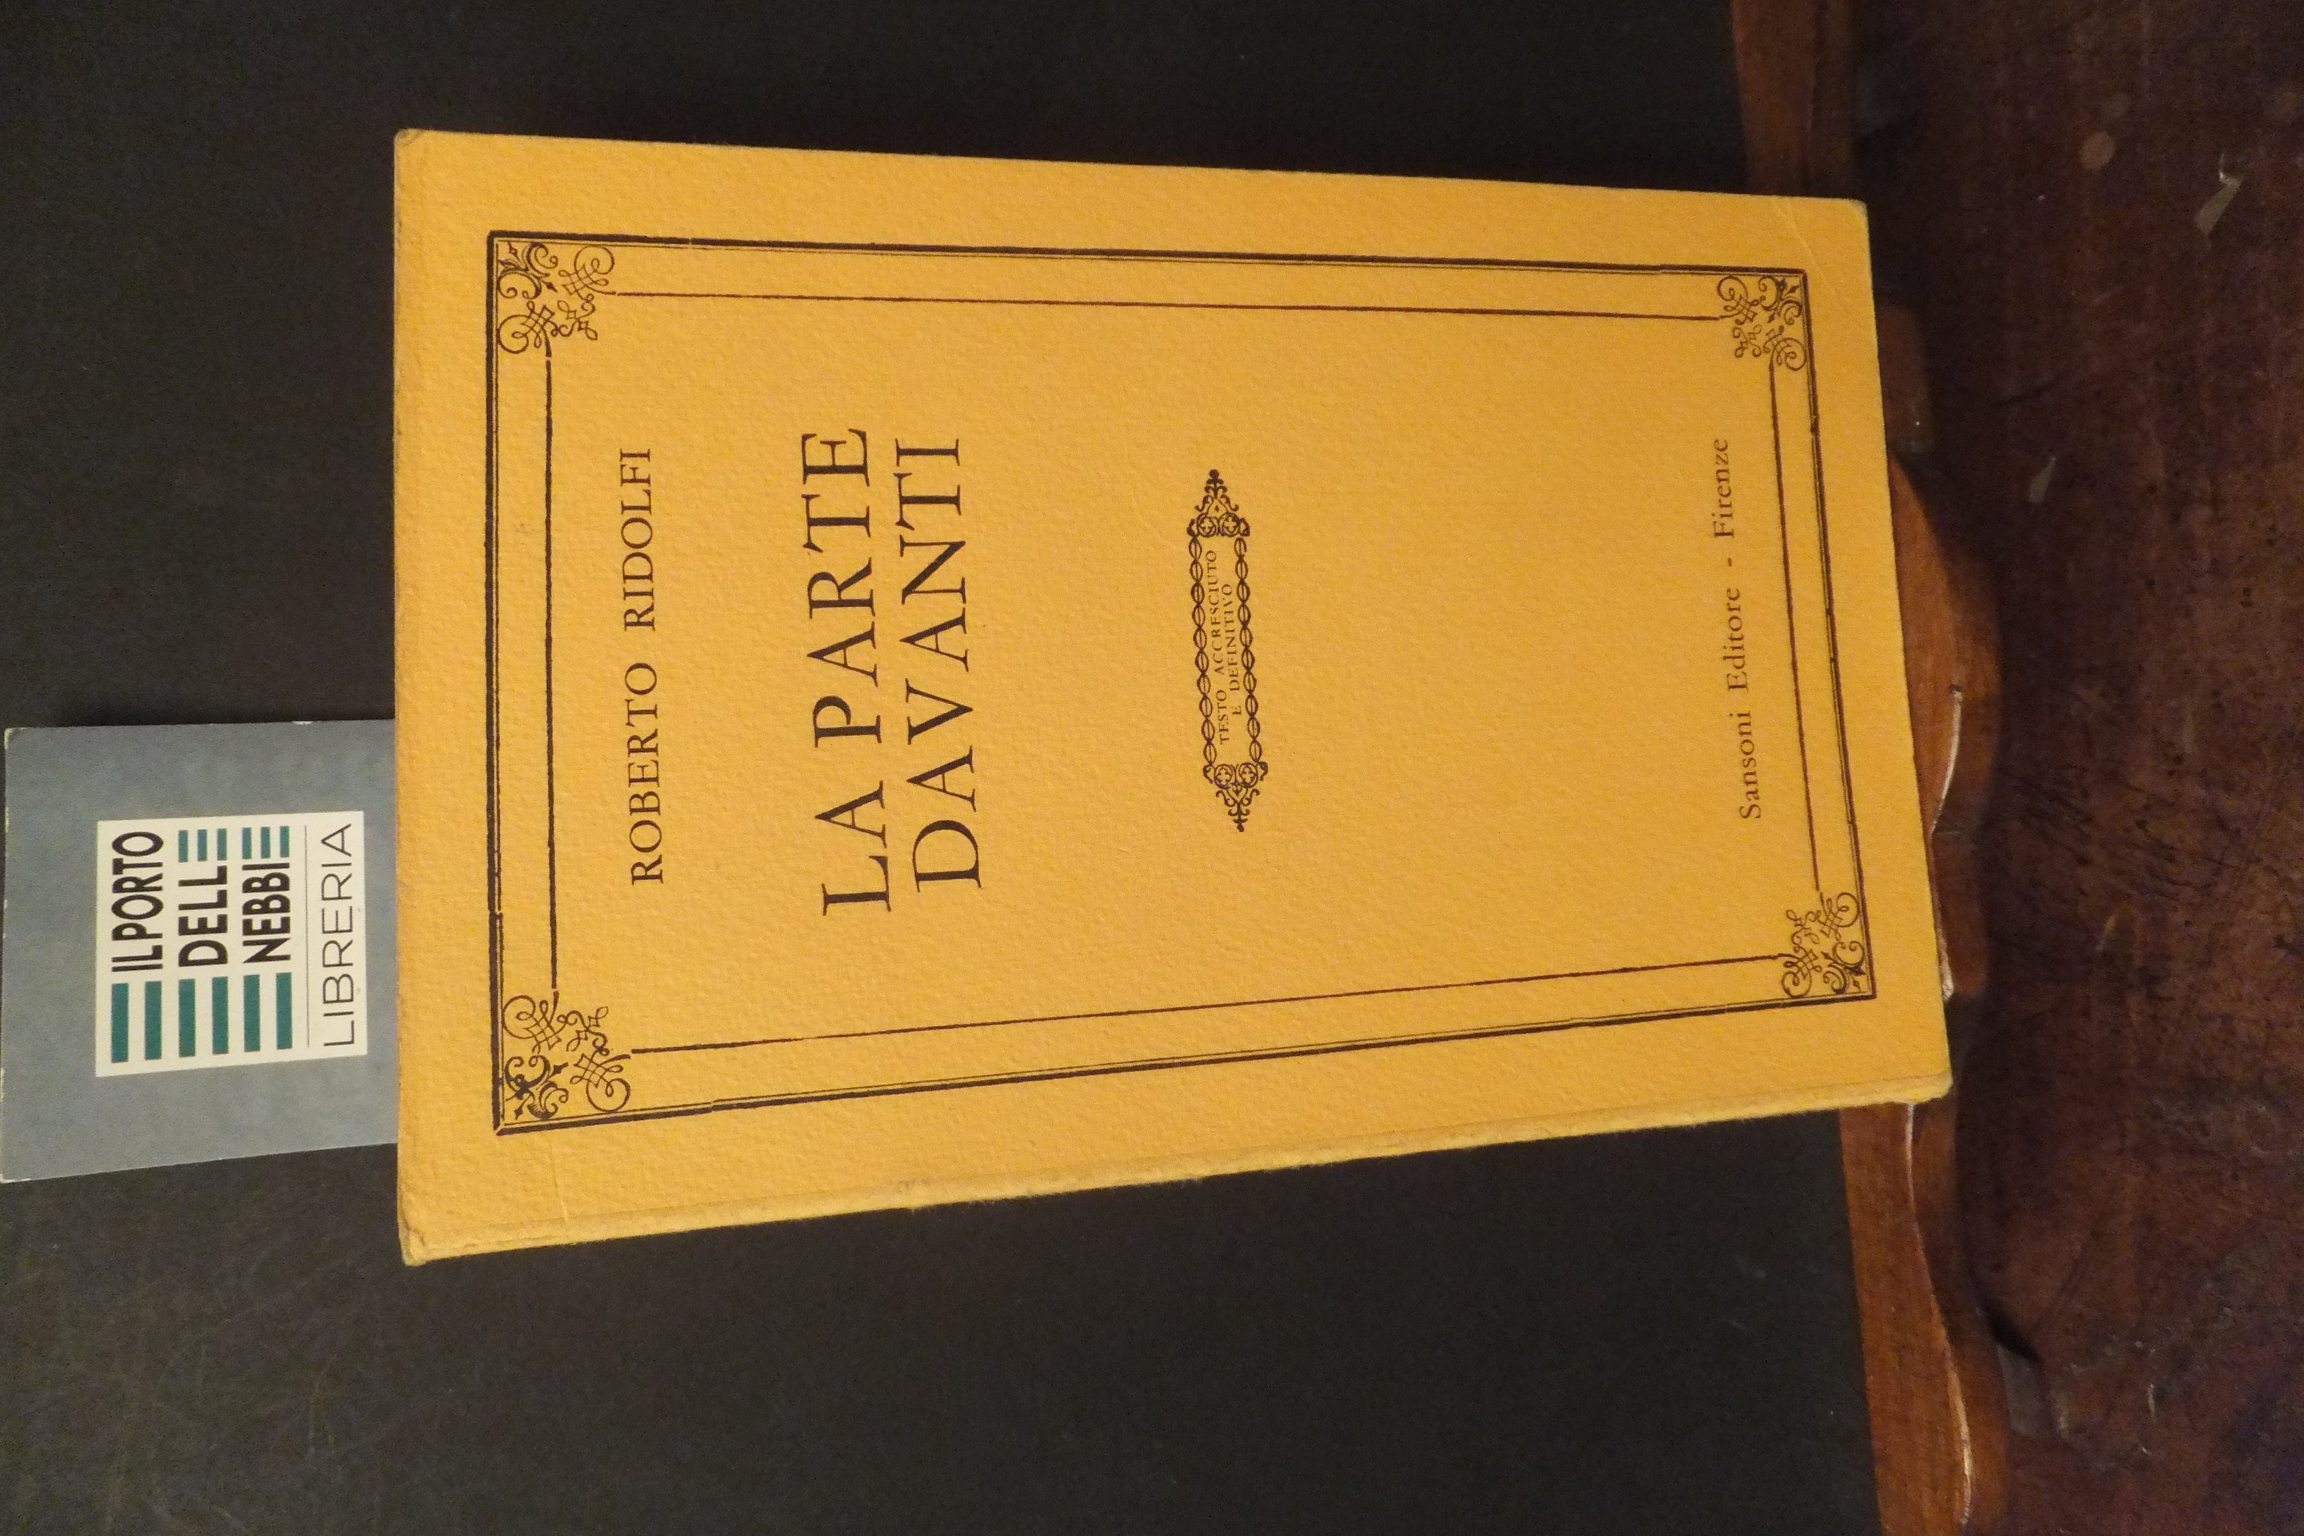 IL PORTO
DELLE
NEBBIE
LIBRERIA
ROBERTO RIDOLFI
LA PARTE
DAVANTI
TESTO ACCRESCIUTO
E DEFINITIVO
Sansoni Editore - Firenze